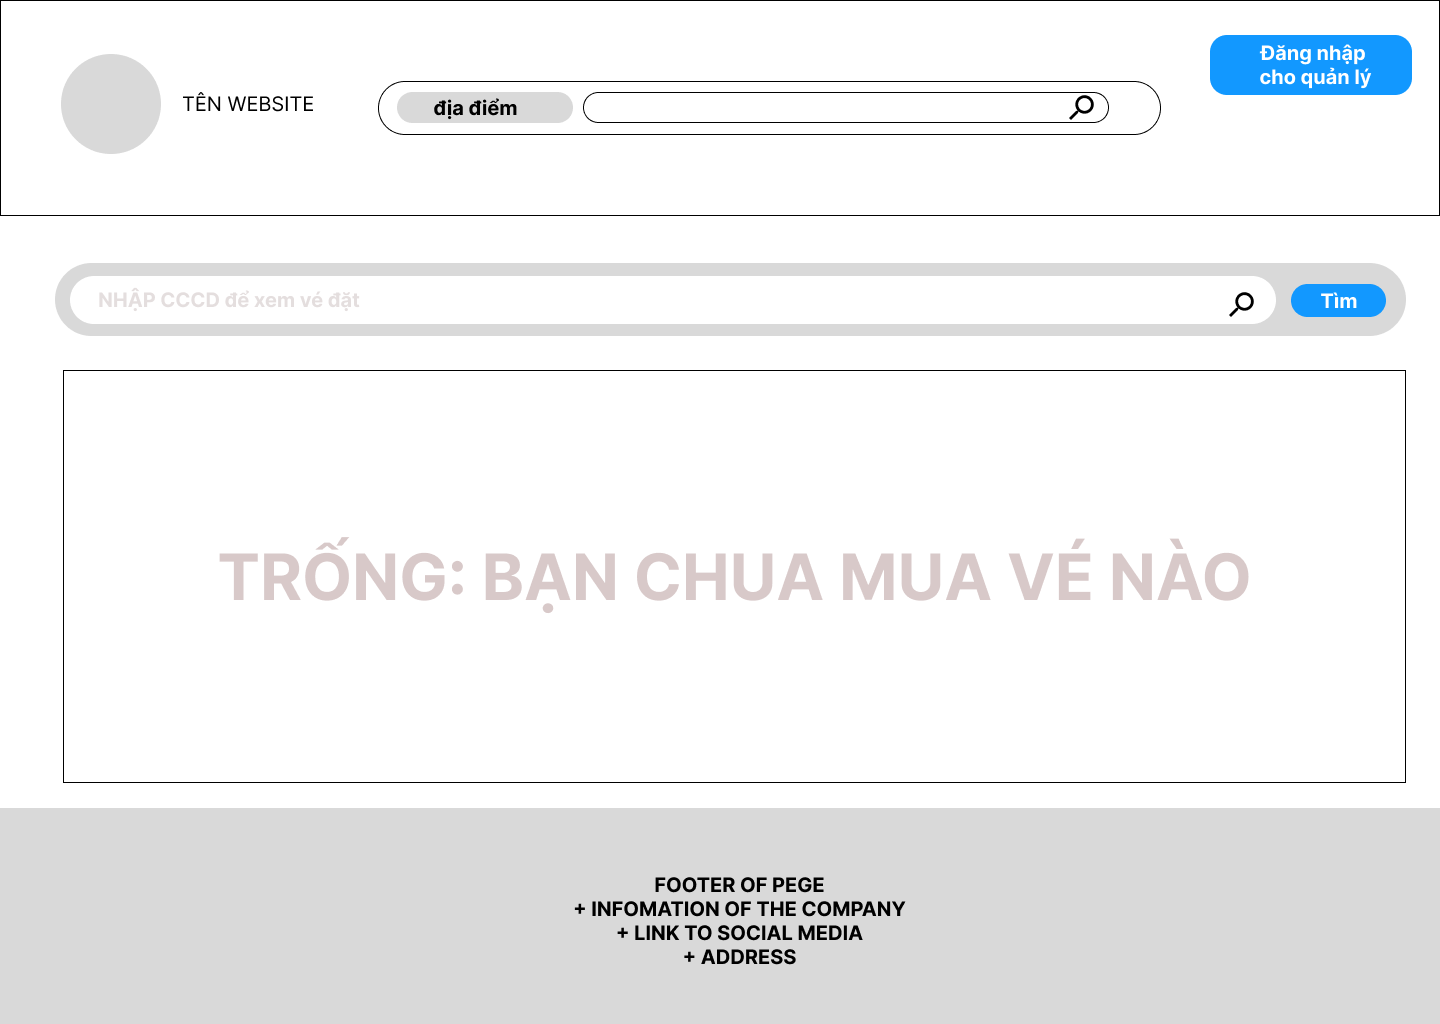 Đăng nhập
cho quản lý
TÊN WEBSITE
địa điểm
NHẬP CCCD để xem vé đặt
Tìm
TRỐNG: BẠN CHUA MUA VÉ NÀO
FOOTER OF PEGE
+ INFOMATION OF THE COMPANY
+ LINK TO SOCIAL MEDIA
+ ADDRESS